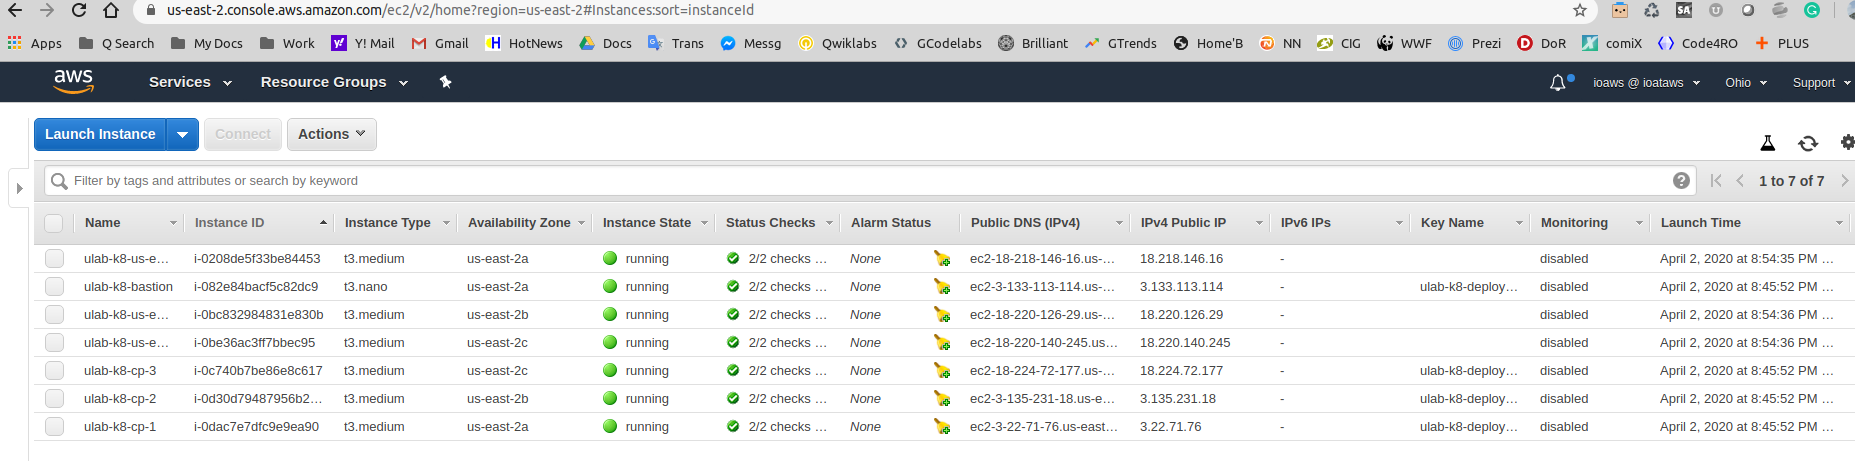 us-east-2.console.aws.amazon.com/ec2/v2/home?region=us-east-2#Instances:sort=instanceId
Apps Q Search My Docs Work Y! Mail Gmail HotNews Docs Trans Messg Qwiklabs GCodelabs Brilliant GTrends Home'B NN CIG WWF Prezi DoR comiX Code4RO PLUS
aws Services Resource Groups ioaws @ ioataws Ohio Support
Launch Instance Connect Actions
Filter by tags and attributes or search by keyword 1 to 7 of 7
Name Instance ID Instance Type Availability Zone Instance State Status Checks Alarm Status Public DNS (IPv4) IPv4 Public IP IPv6 IPs Key Name Monitoring Launch Time
ulab-k8-us-e... i-0208de5f33be84453 t3.medium us-east-2a running 2/2 checks ... None ec2-18-218-146-16.us-... 18.218.146.16 - disabled April 2, 2020 at 8:54:35 PM ...
ulab-k8-bastion i-082e84bacf5c82dc9 t3.nano us-east-2a running 2/2 checks ... None ec2-3-133-113-114.us-... 3.133.113.114 - ulab-k8-deploy... disabled April 2, 2020 at 8:45:52 PM ...
ulab-k8-us-e... i-0bc832984831e830b t3.medium us-east-2b running 2/2 checks ... None ec2-18-220-126-29.us-... 18.220.126.29 - disabled April 2, 2020 at 8:54:36 PM ...
ulab-k8-us-e... i-0be36ac3ff7bbec95 t3.medium us-east-2c running 2/2 checks ... None ec2-18-220-140-245.us... 18.220.140.245 - disabled April 2, 2020 at 8:54:36 PM ...
ulab-k8-cp-3 i-0c740b7be86e8c617 t3.medium us-east-2c running 2/2 checks ... None ec2-18-224-72-177.us-... 18.224.72.177 - ulab-k8-deploy... disabled April 2, 2020 at 8:45:52 PM ...
ulab-k8-cp-2 i-0d30d79487956b2... t3.medium us-east-2b running 2/2 checks ... None ec2-3-135-231-18.us-e... 3.135.231.18 - ulab-k8-deploy... disabled April 2, 2020 at 8:45:52 PM ...
ulab-k8-cp-1 i-0dac7e7dfc9e9ea90 t3.medium us-east-2a running 2/2 checks ... None ec2-3-22-71-76.us-east... 3.22.71.76 - ulab-k8-deploy... disabled April 2, 2020 at 8:45:52 PM ...